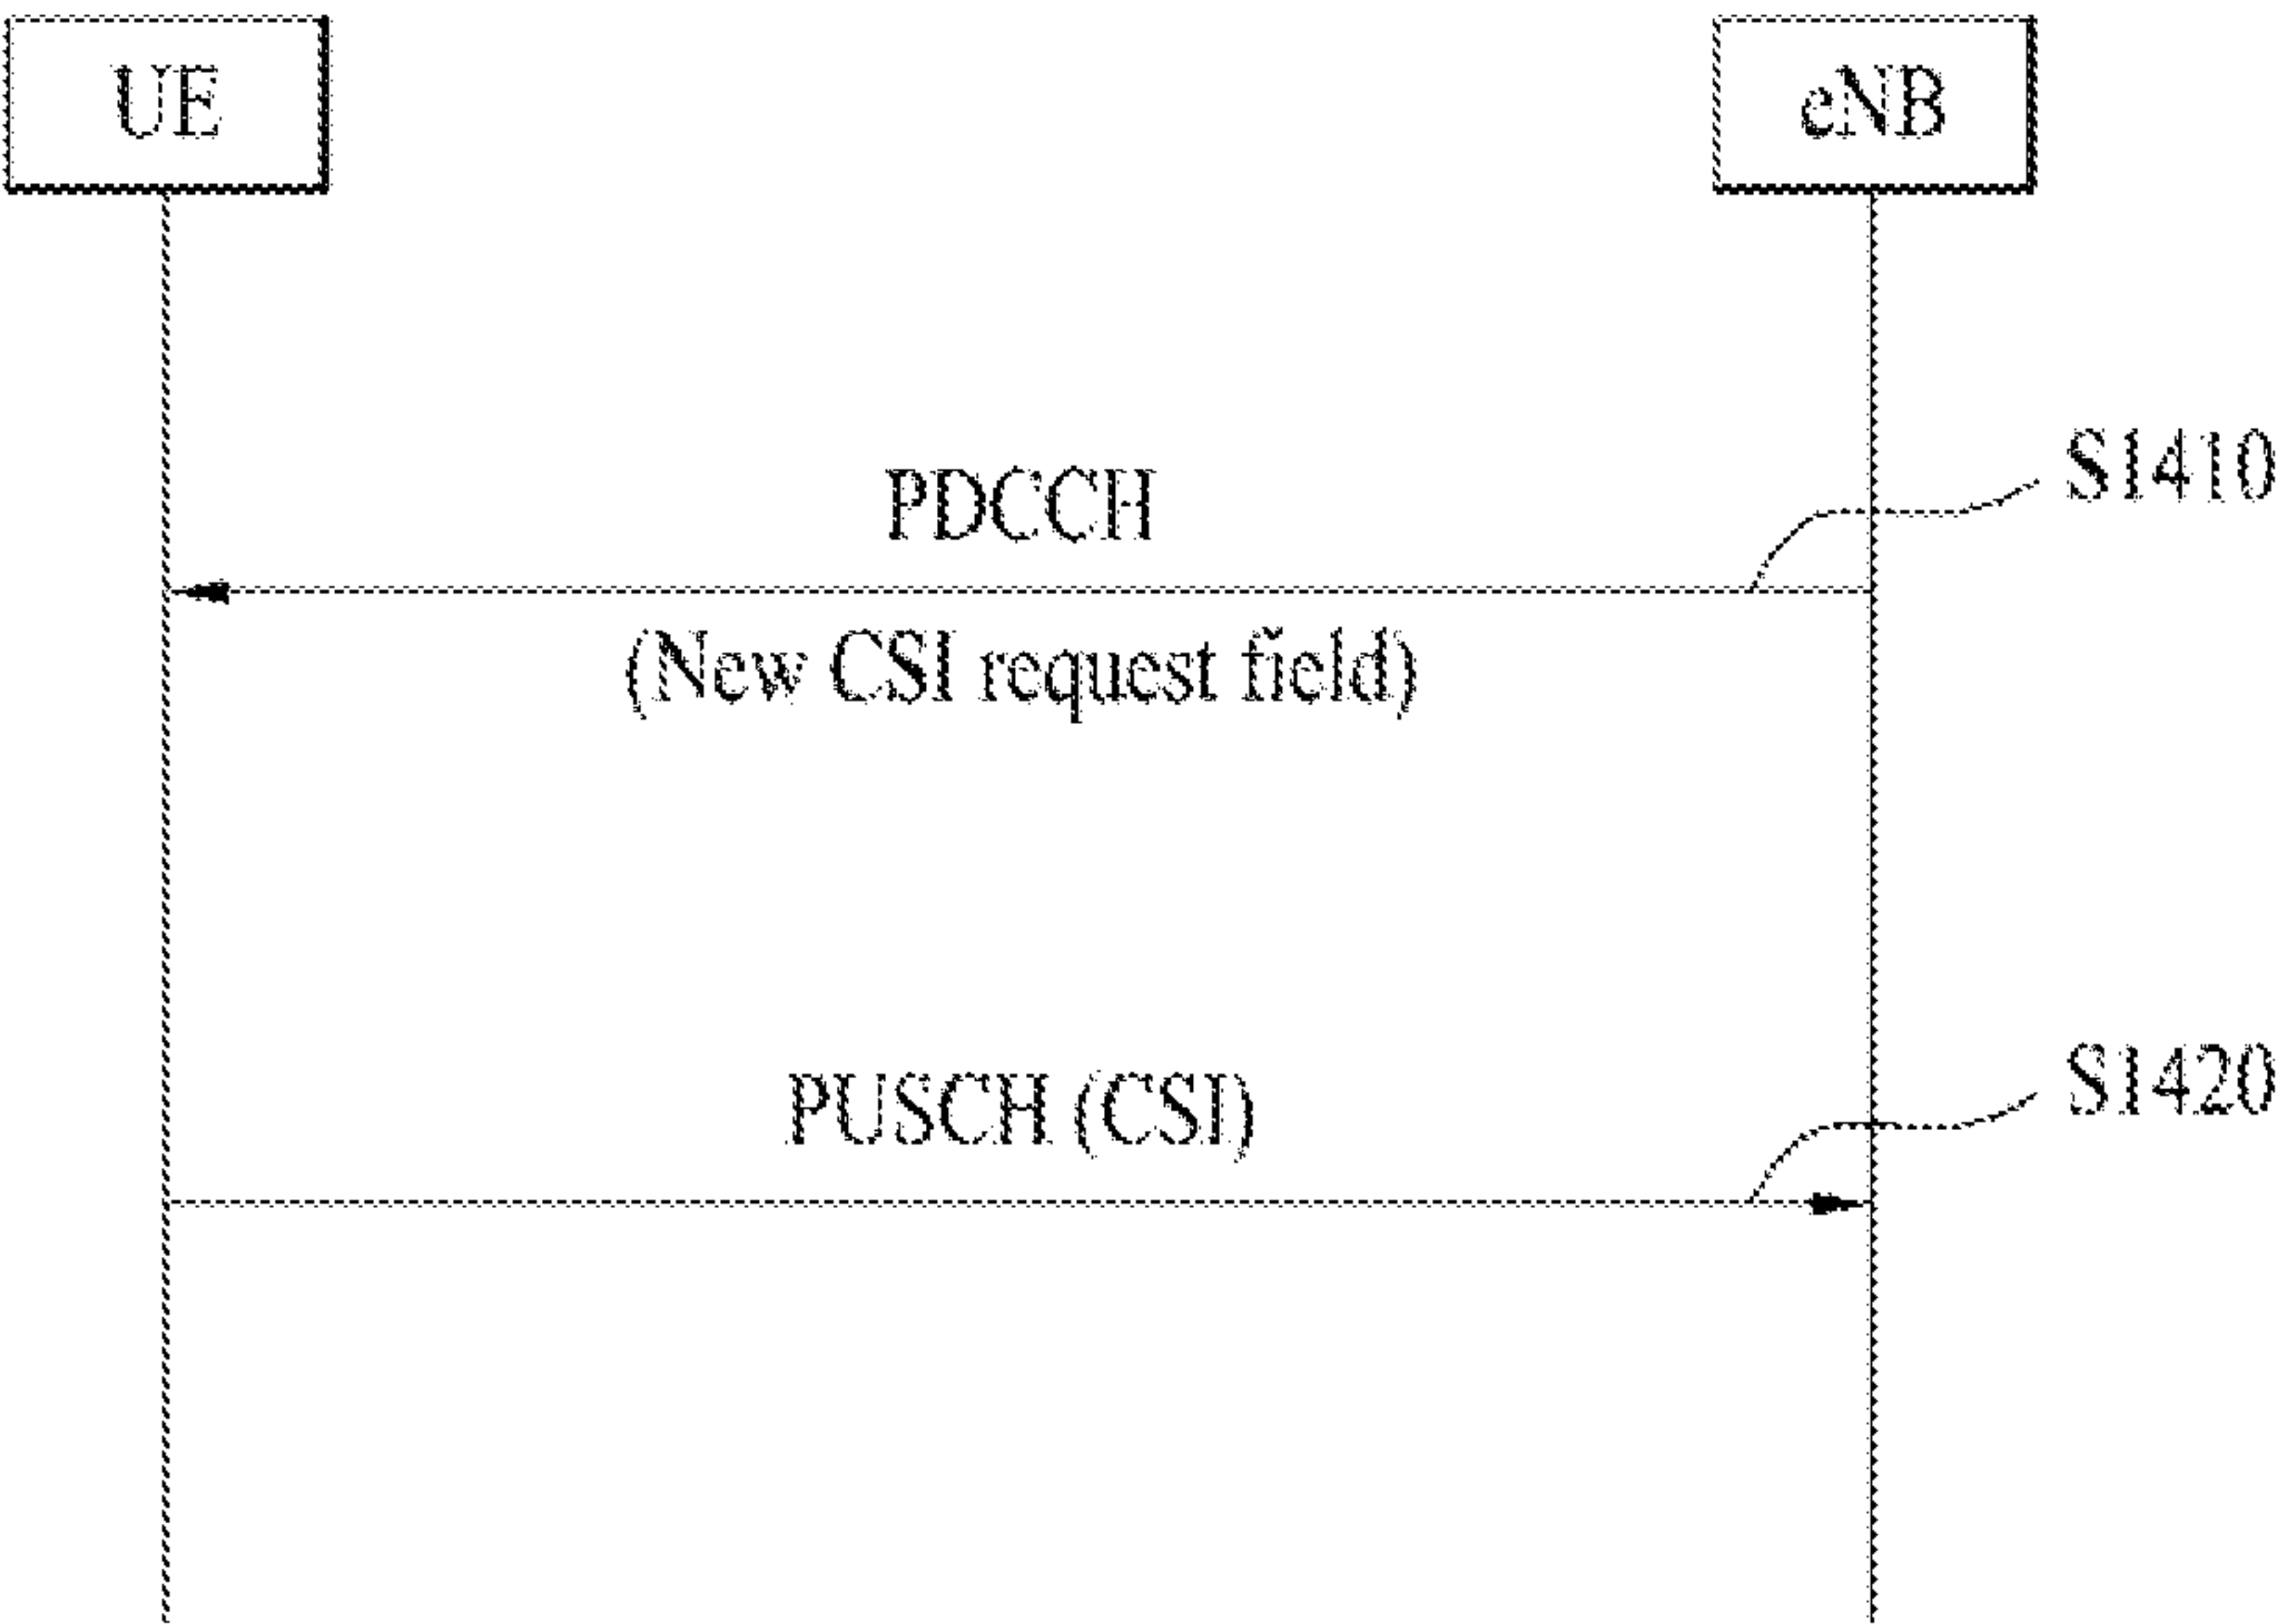 UE
eNB
S1410
PDCCH
(New CSI request field)
S1420
PUSCH (CSI)